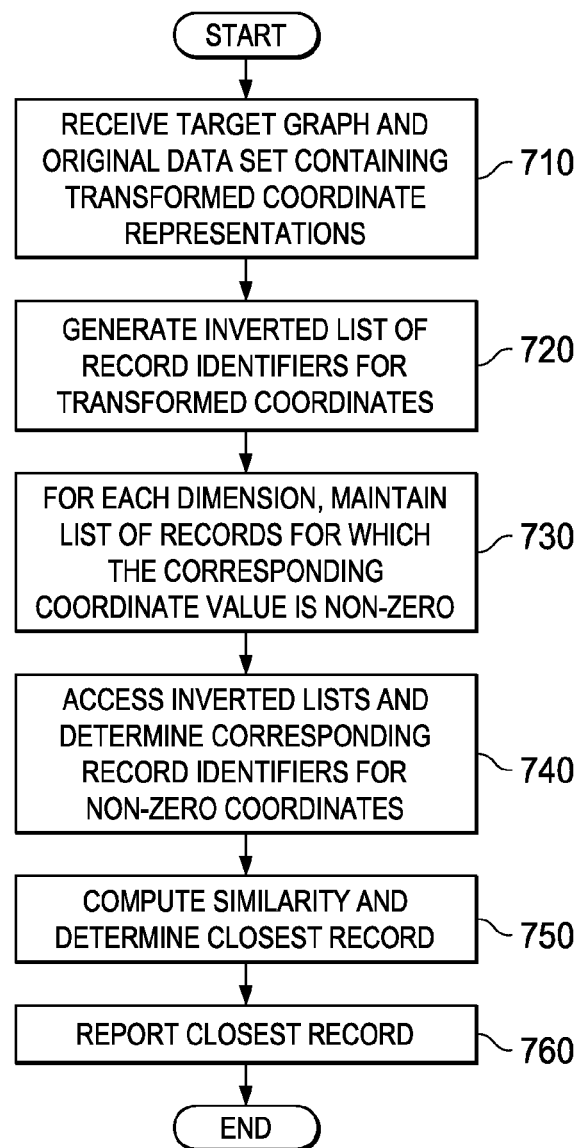 START
RECEIVE TARGET GRAPH AND
ORIGINAL DATA SET CONTAINING
TRANSFORMED COORDINATE
REPRESENTATIONS
710
GENERATE INVERTED LIST OF
RECORD IDENTIFIERS FOR
TRANSFORMED COORDINATES
720
FOR EACH DIMENSION, MAINTAIN
LIST OF RECORDS FOR WHICH
THE CORRESPONDING
COORDINATE VALUE IS NON-ZERO
730
ACCESS INVERTED LISTS AND
DETERMINE CORRESPONDING
RECORD IDENTIFIERS FOR
NON-ZERO COORDINATES
740
COMPUTE SIMILARITY AND
DETERMINE CLOSEST RECORD
750
REPORT CLOSEST RECORD
760
END